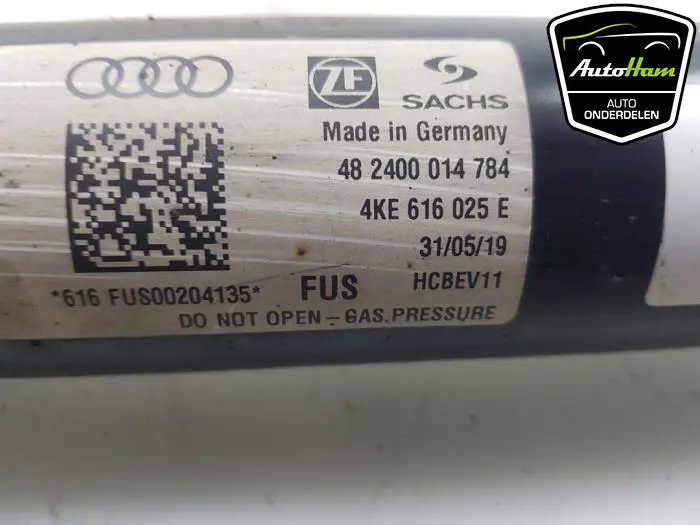 ZF
SACHS
Made in Germany
48 2400 014 784
4KE 616 025 E
31/05/19
*616 FUS00204135*
FUS
HCBEV11
DO NOT OPEN - GAS.PRESSURE
AutoHam
AUTO
ONDERDELEN